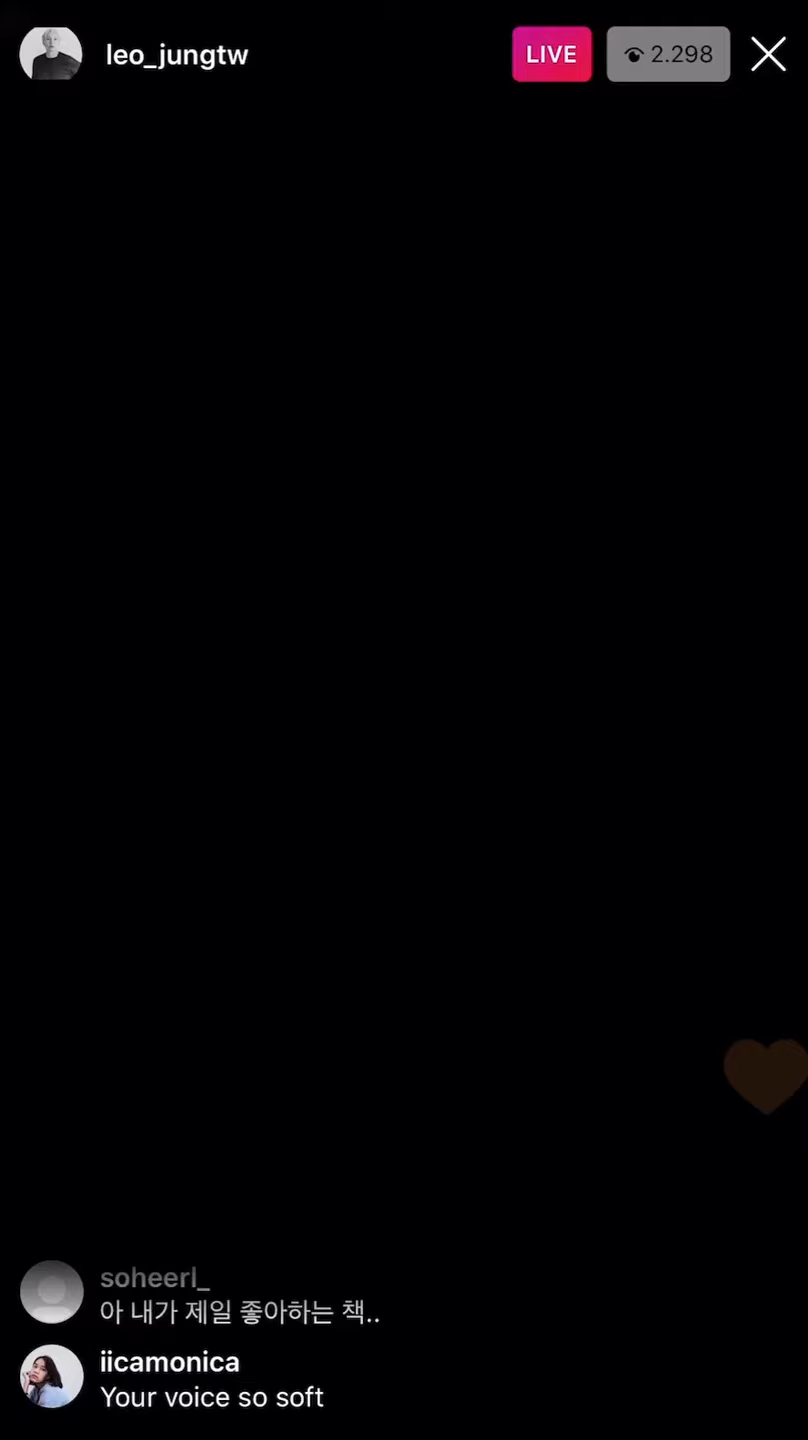 leo_jungtw
LIVE
2.298
soheerl_
아 내가 제일 좋아하는 책..
iicamonica
Your voice so soft